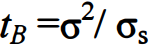 t_B = σ²/ σ_s